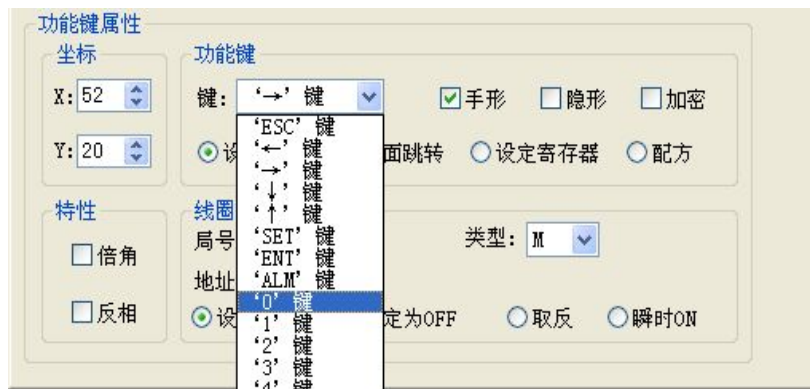 功能键属性
坐标
功能键
X: 52
键: ‘→’ 键
手形
隐形
加密
‘ESC’ 键
‘←’ 键
‘→’ 键
‘↓’ 键
‘↑’ 键
‘SET’ 键
‘ENT’ 键
‘ALM’ 键
‘0’ 键
‘1’ 键
‘2’ 键
‘3’ 键
‘4’ 键
Y: 20
设
面跳转
设定寄存器
配方
特性
线圈
倍角
局号
类型: M
地址
反相
设
定为OFF
取反
瞬时ON